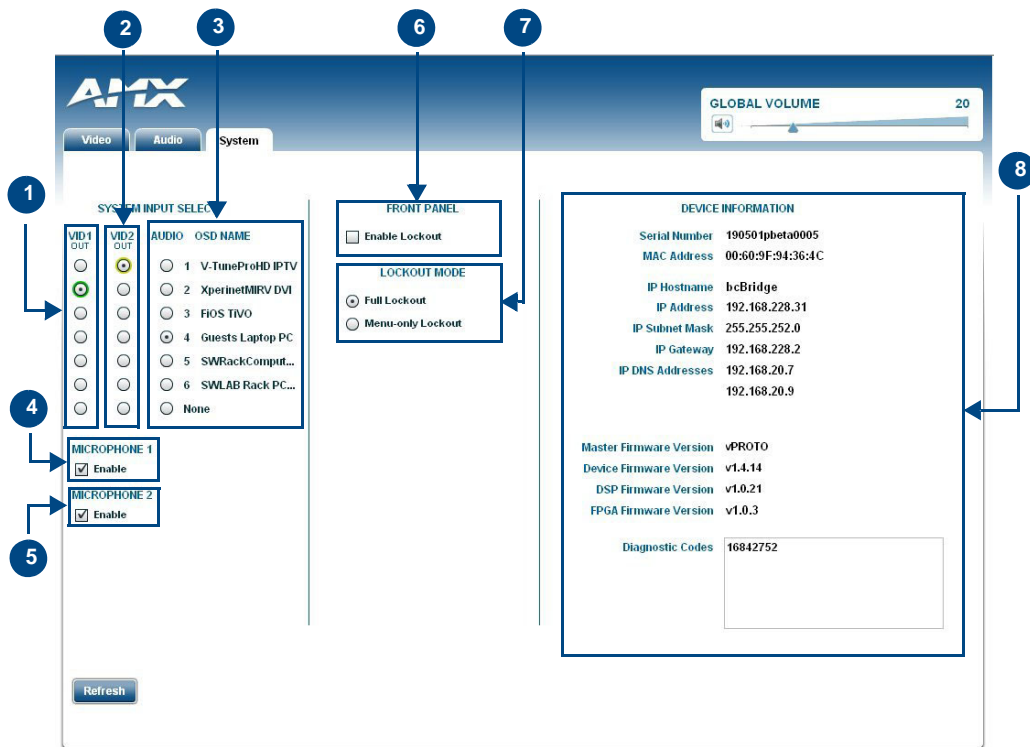 2 3 6 7
AMX
GLOBAL VOLUME 20
Video Audio System
8
1
SYSTEM INPUT SELECT
VID1 OUT VID2 OUT AUDIO OSD NAME
1 V-TuneProHD IPTV
2 XperinetMIRV DVI
3 FiOS TiVO
4 Guests Laptop PC
5 SWRackComput...
6 SWLAB Rack PC...
None
4
MICROPHONE 1
Enable
MICROPHONE 2
Enable
5
FRONT PANEL
Enable Lockout
LOCKOUT MODE
Full Lockout
Menu-only Lockout
DEVICE INFORMATION
Serial Number 190501pbeta0005
MAC Address 00:60:9F:94:36:4C
IP Hostname bcBridge
IP Address 192.168.228.31
IP Subnet Mask 255.255.252.0
IP Gateway 192.168.228.2
IP DNS Addresses 192.168.20.7
192.168.20.9
Master Firmware Version vPROTO
Device Firmware Version v1.4.14
DSP Firmware Version v1.0.21
FPGA Firmware Version v1.0.3
Diagnostic Codes 16842752
Refresh